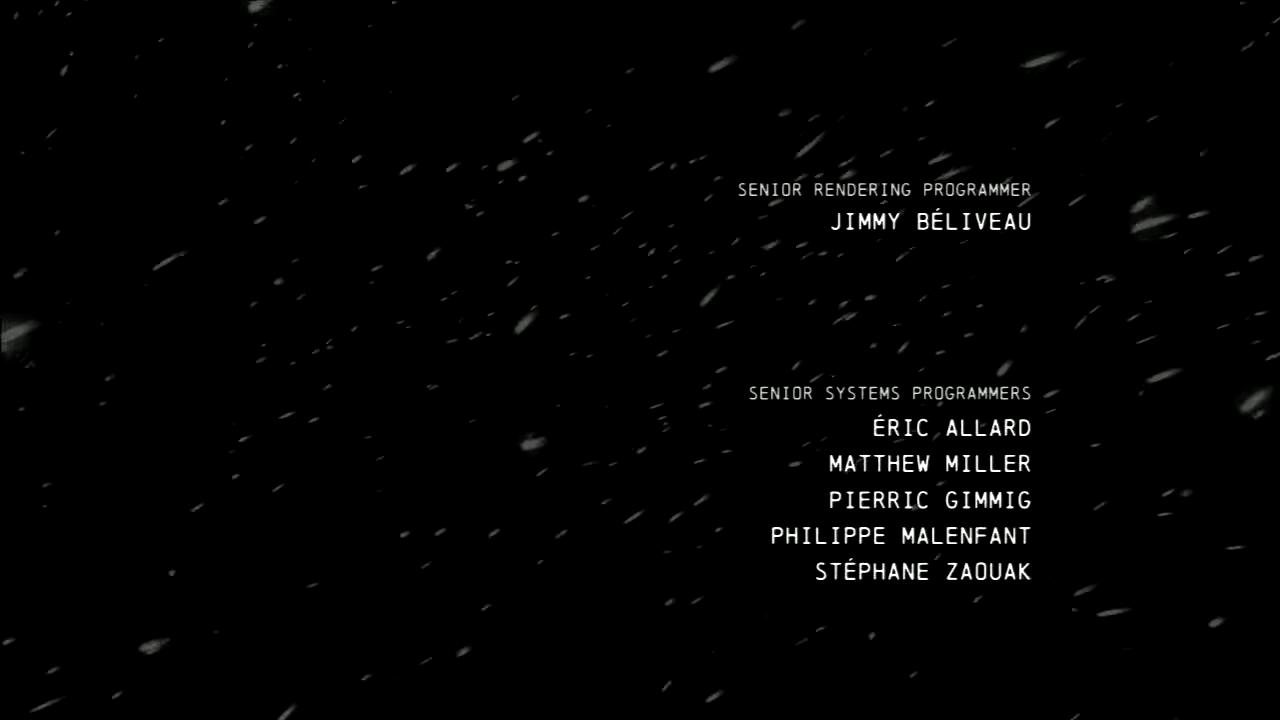 SENIOR RENDERING PROGRAMMER
JIMMY BÉLIVEAU
SENIOR SYSTEMS PROGRAMMERS
ÉRIC ALLARD
MATTHEW MILLER
PIERRIC GIMMIG
PHILIPPE MALENFANT
STÉPHANE ZAOUAK